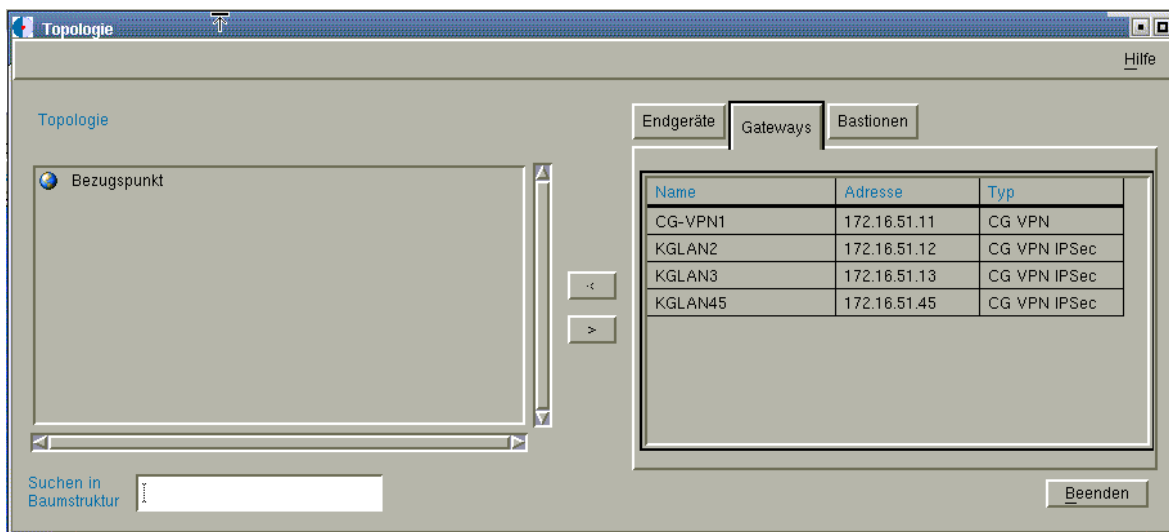 Topologie
Hilfe
Topologie
Bezugspunkt
<
>
Endgeräte
Gateways
Bastionen
Name Adresse Typ
CG-VPN1 172.16.51.11 CG VPN
KGLAN2 172.16.51.12 CG VPN IPSec
KGLAN3 172.16.51.13 CG VPN IPSec
KGLAN45 172.16.51.45 CG VPN IPSec
Suchen in
Baumstruktur
Beenden